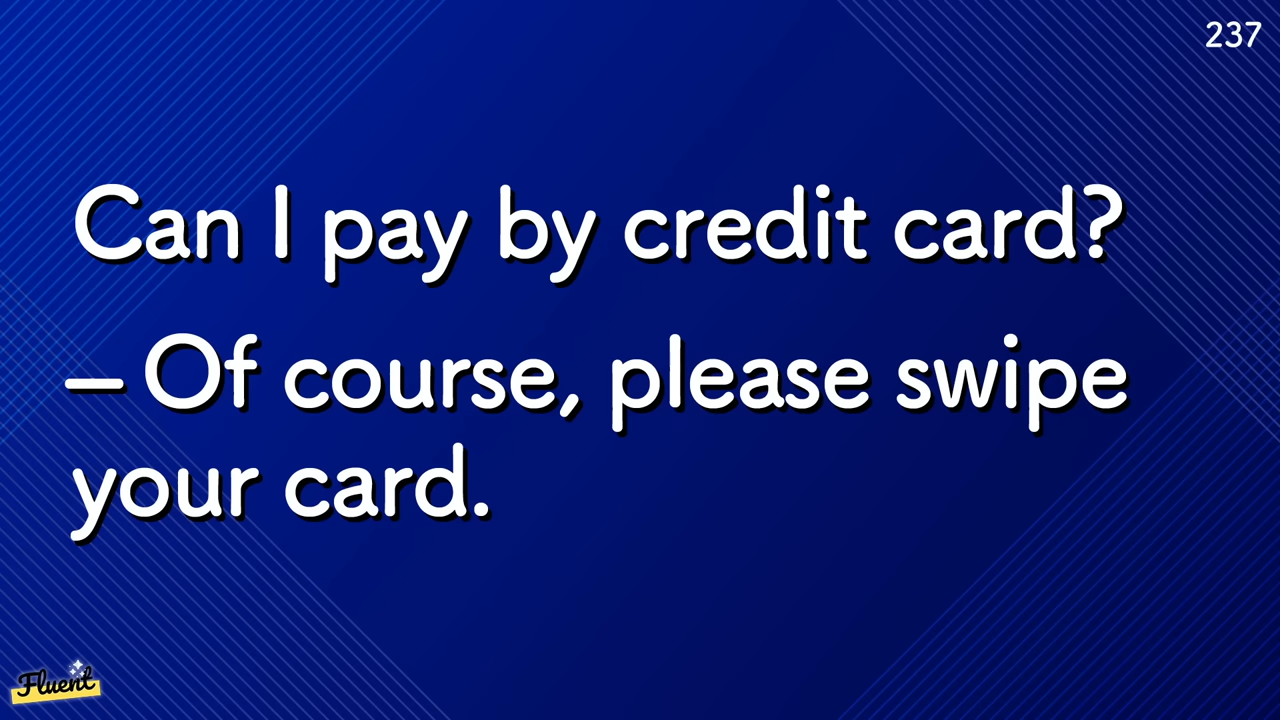 237
Can I pay by credit card?
– Of course, please swipe
your card.
Fluent